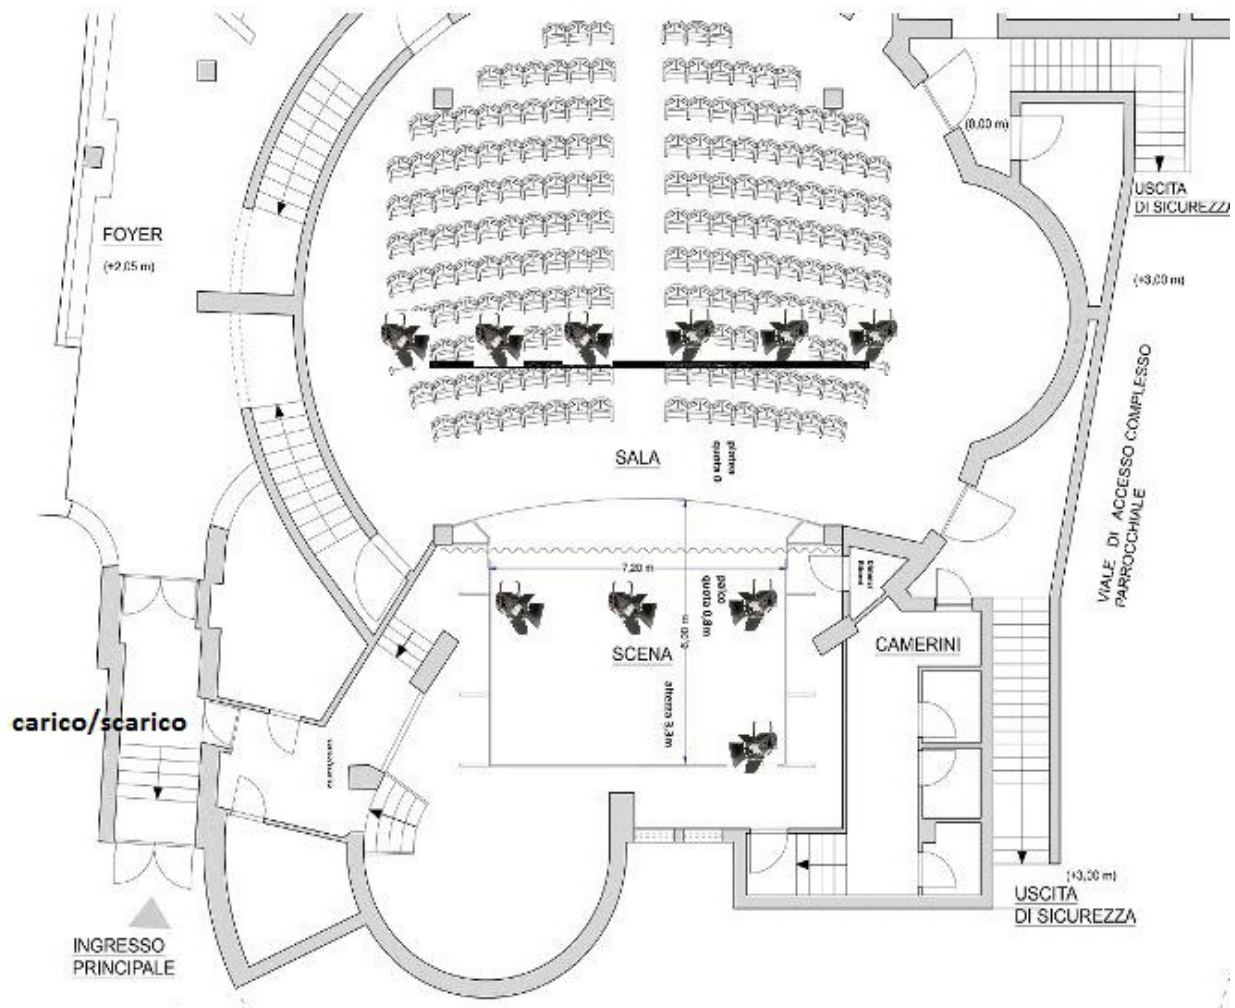 (0,00 m)
USCITA
DI SICUREZZA
FOYER
(+2,05 m)
(+3,00 m)
VIALE DI ACCESSO COMPLESSO
PARROCCHIALE
SALA
platea
quota 0
7,20 m
palco
quota 0,8m
SCENA
altezza 3,3m
CAMERINI
carico/scarico
(+3,00 m)
USCITA
DI SICUREZZA
INGRESSO
PRINCIPALE